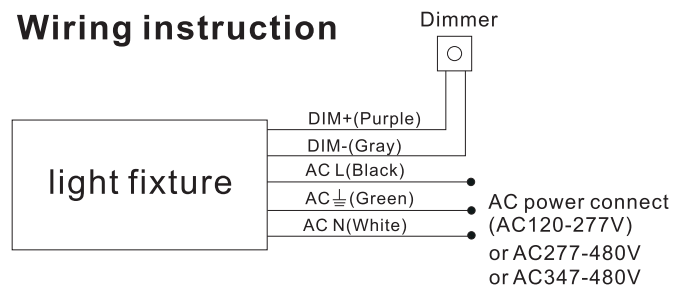 Wiring instruction
Dimmer
DIM+(Purple)
DIM-(Gray)
light fixture
AC L(Black)
AC⏚(Green)
AC N(White)
AC power connect
(AC120-277V)
or AC277-480V
or AC347-480V